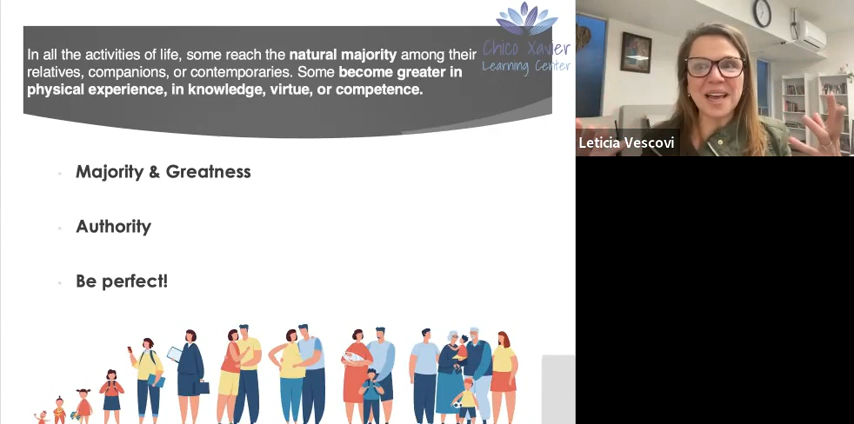 In all the activities of life, some reach the natural majority among their
relatives, companions, or contemporaries. Some become greater in
physical experience, in knowledge, virtue, or competence.
Chico Xavier
Learning Center
Majority & Greatness
Authority
Be perfect!
Leticia Vescovi